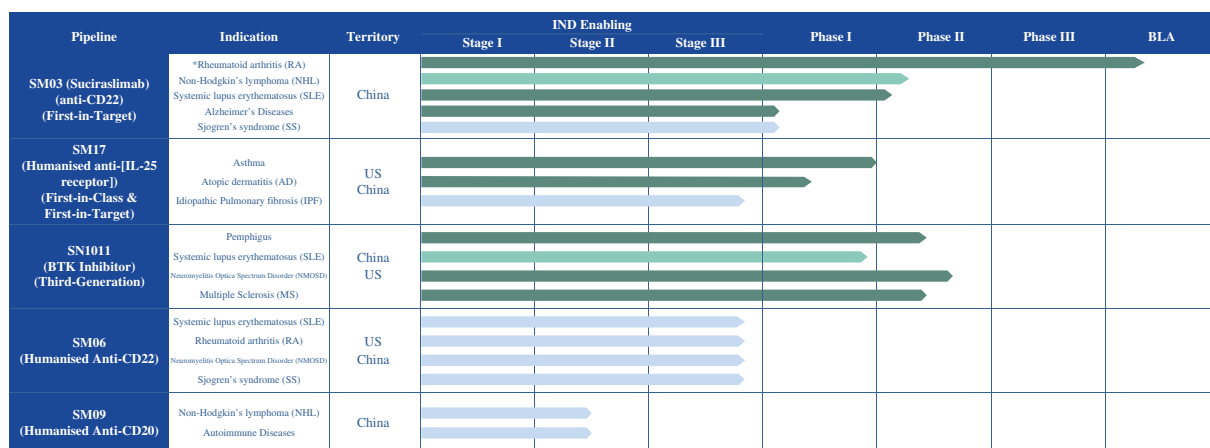 Pipeline
Indication
Territory
IND Enabling
Stage I
Stage II
Stage III
Phase I
Phase II
Phase III
BLA
SM03 (Suciraslimab)
(anti-CD22)
(First-in-Target)
*Rheumatoid arthritis (RA)
Non-Hodgkin's lymphoma (NHL)
Systemic lupus erythematosus (SLE)
Alzheimer's Diseases
Sjogren's syndrome (SS)
China
SM17
(Humanised anti-[IL-25
receptor])
(First-in-Class &
First-in-Target)
Asthma
Atopic dermatitis (AD)
Idiopathic Pulmonary fibrosis (IPF)
US
China
SN1011
(BTK Inhibitor)
(Third-Generation)
Pemphigus
Systemic lupus erythematosus (SLE)
Neuromyelitis Optica Spectrum Disorder (NMOSD)
Multiple Sclerosis (MS)
China
US
SM06
(Humanised Anti-CD22)
Systemic lupus erythematosus (SLE)
Rheumatoid arthritis (RA)
Neuromyelitis Optica Spectrum Disorder (NMOSD)
Sjogren's syndrome (SS)
US
China
SM09
(Humanised Anti-CD20)
Non-Hodgkin's lymphoma (NHL)
Autoimmune Diseases
China